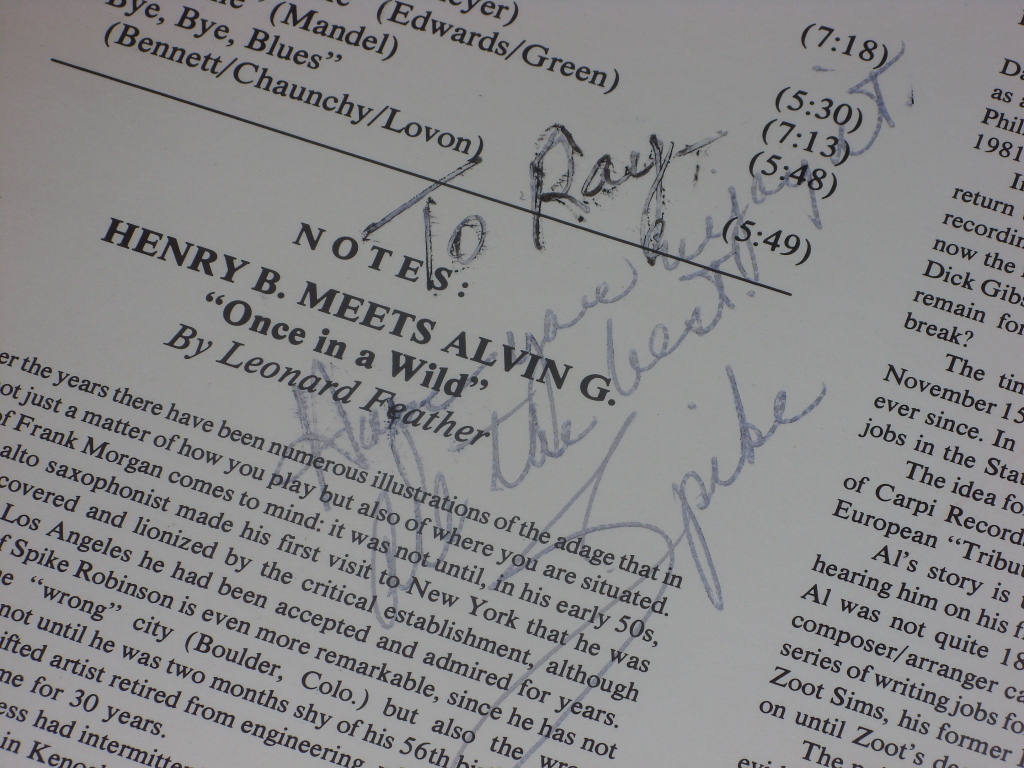 (Edwards/Green)
Bye, Bye, Blues" (Mandel)
(Bennett/Chaunchy/Lovon)
(7:18)
(5:30)
(7:13)
(5:48)
(5:49)
To Ray.
Hope you enjoy it.
All the best.
Spike
NOTES:
HENRY B. MEETS ALVIN G.
"Once in a Wild"
By Leonard Feather
er the years there have been numerous illustrations of the adage that in
ot just a matter of how you play but also of where you are situated.
of Frank Morgan comes to mind: it was not until, in his early 50s,
alto saxophonist made his first visit to New York that he was
covered and lionized by the critical establishment, although
Los Angeles he had been accepted and admired for years.
f Spike Robinson is even more remarkable, since he has not
"wrong" city (Boulder, Colo.) but also the
not until he was two months shy of his 56th
ifted artist retired from engineering
me for 30 years.
ess had intermitten
in Keno
as a
Phil
1981
return
recordin
now the
Dick Gibs
remain for
break?
The tim
November 15
ever since. In
jobs in the Stat
The idea fo
of Carpi Record
European "Tribu
Al's story is
hearing him on his f
Al was not quite 18
composer/arranger ca
series of writing jobs fo
Zoot Sims, his former
on until Zoot's de